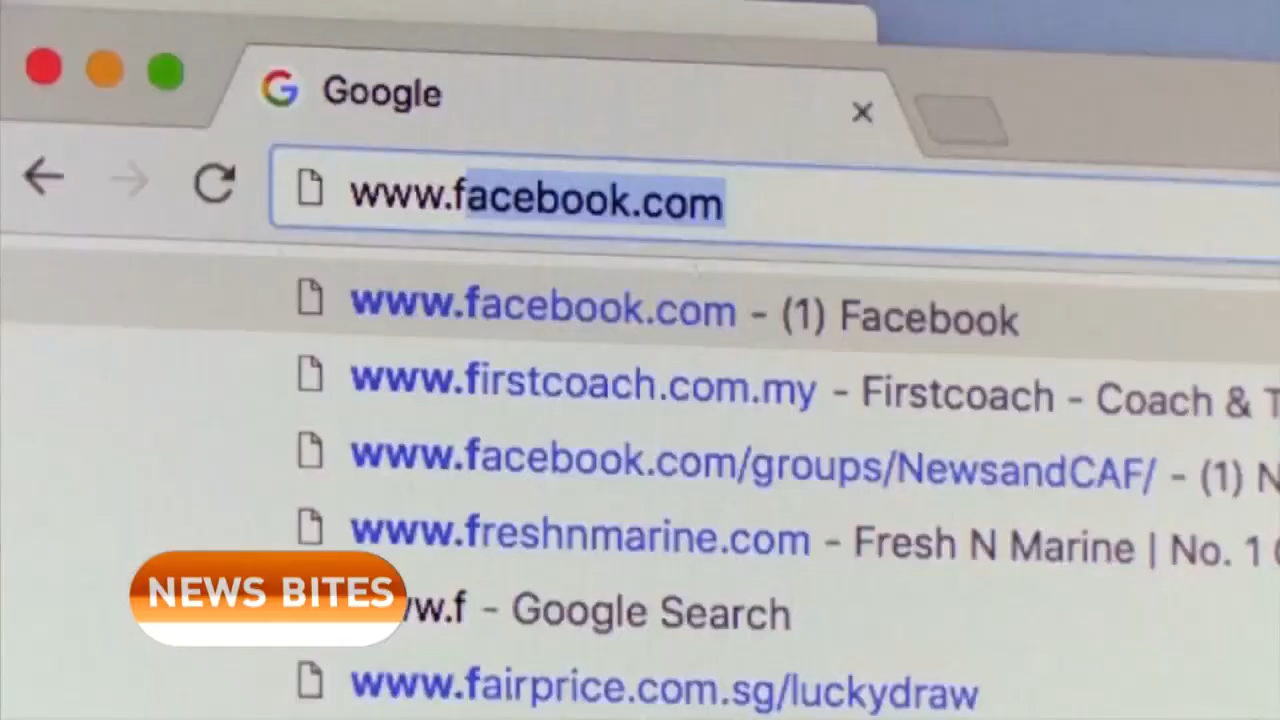 Google
www.facebook.com
www.facebook.com - (1) Facebook
www.firstcoach.com.my - Firstcoach - Coach & T
www.facebook.com/groups/NewsandCAF/ - (1) N
www.freshnmarine.com - Fresh N Marine | No. 1
NEWS BITES
w.f - Google Search
www.fairprice.com.sg/luckydraw